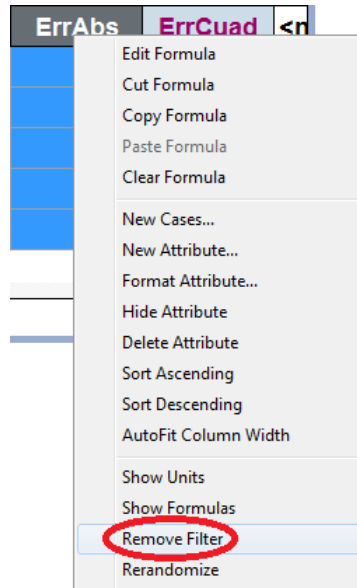 ErrAbs ErrCuad <n
Edit Formula
Cut Formula
Copy Formula
Paste Formula
Clear Formula
New Cases...
New Attribute...
Format Attribute...
Hide Attribute
Delete Attribute
Sort Ascending
Sort Descending
AutoFit Column Width
Show Units
Show Formulas
Remove Filter
Rerandomize